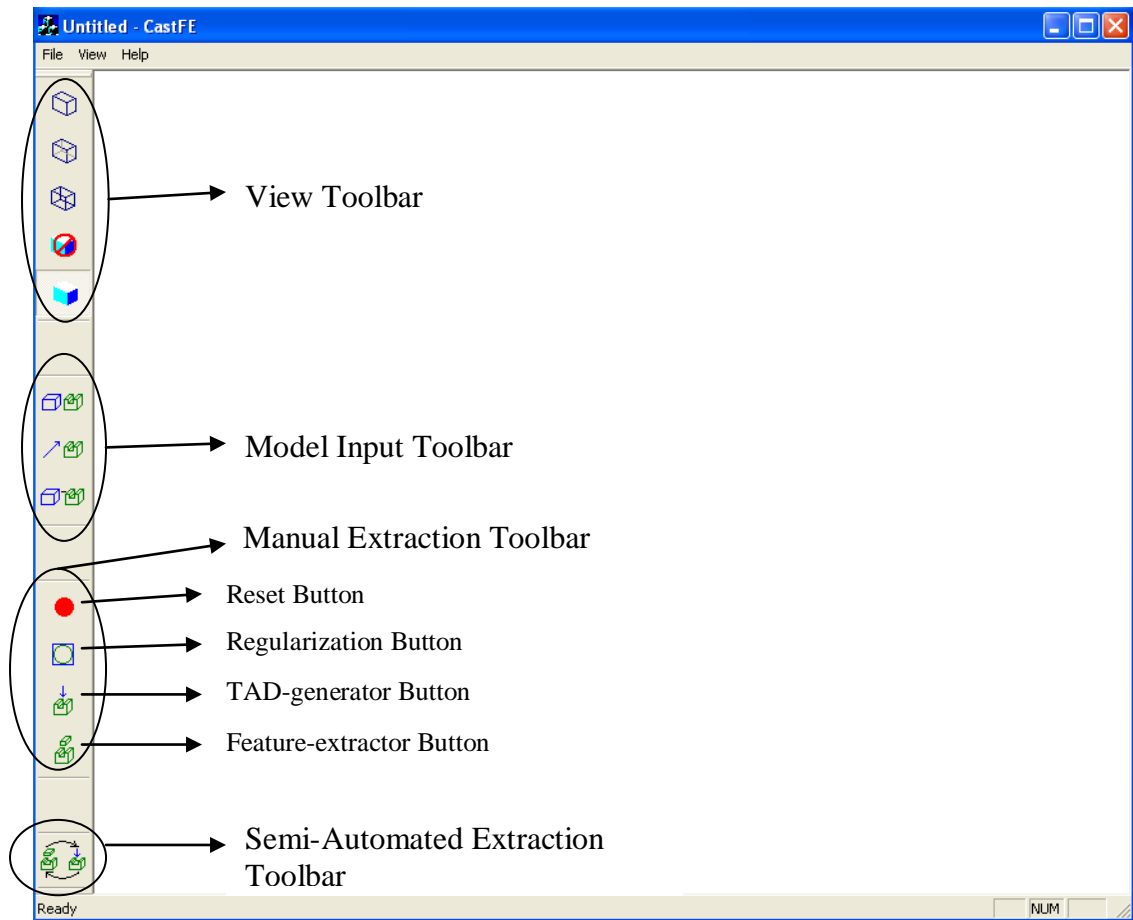 Untitled - CastFE
File View Help
View Toolbar
Model Input Toolbar
Manual Extraction Toolbar
Reset Button
Regularization Button
TAD-generator Button
Feature-extractor Button
Semi-Automated Extraction
Toolbar
Ready
NUM